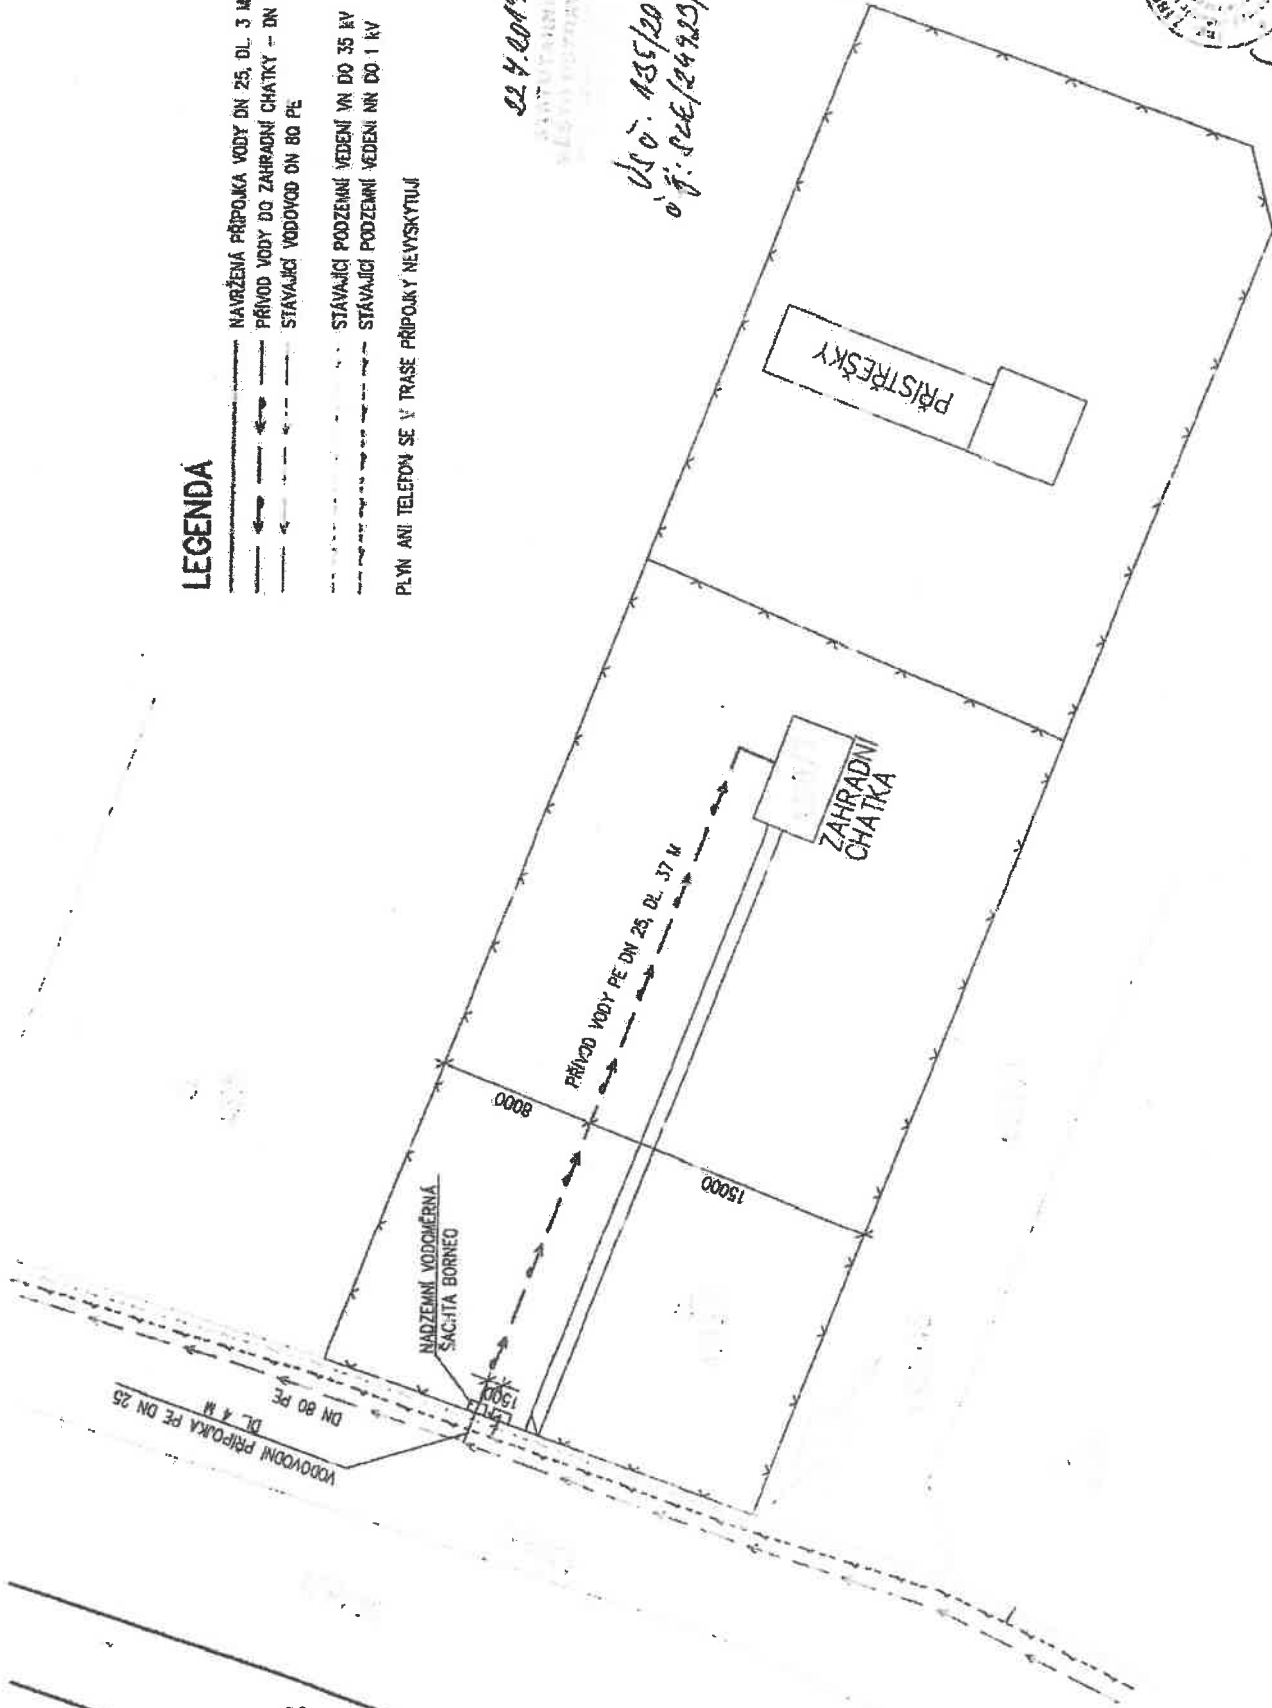 LEGENDA
NAVRŽENÁ PŘÍPOJKA VODY DN 25, DL. 3 M
PŘÍVOD VODY DO ZAHRADNÍ CHATKY - DN
STÁVAJÍCÍ VODOVOD DN 80 PE
STÁVAJÍCÍ PODZEMNÍ VEDENÍ VN DO 35 kV
STÁVAJÍCÍ PODZEMNÍ VEDENÍ NN DO 1 kV
PLYN ANI TELEFON SE V TRASE PŘÍPOJKY NEVYSKYTUJÍ
PŘÍSTŘEŠKY
ZAHRADNÍ
CHATKA
PŘÍVOD VODY PE DN 25, DL. 37 M
8000
15000
NADZEMNÍ VODOMĚRNÁ
ŠACHTA BORNEO
1500
DN 80 PE
VODOVODNÍ PŘÍPOJKA PE DN 25
DL. 4 M